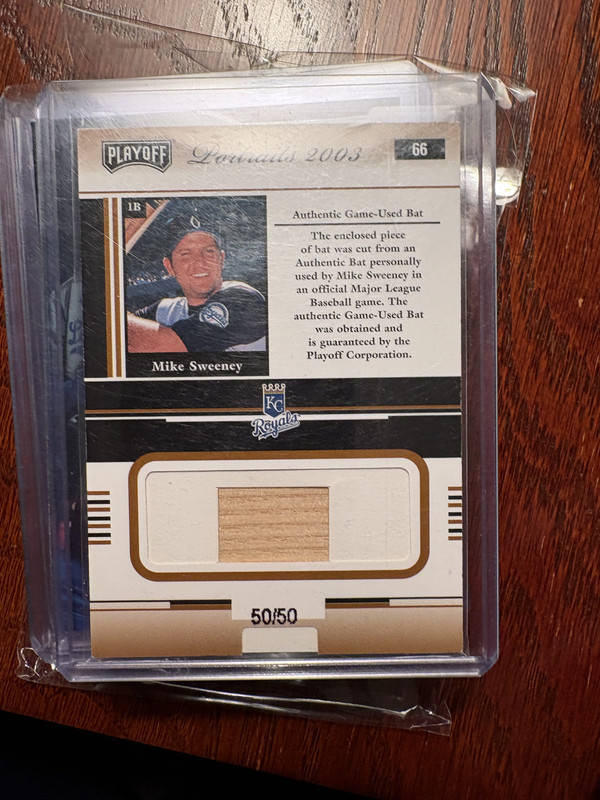 PLAYOFF
Portraits 2003
66
1B
Mike Sweeney
Authentic Game-Used Bat
The enclosed piece
of bat was cut from an
Authentic Bat personally
used by Mike Sweeney in
an official Major League
Baseball game. The
authentic Game-Used Bat
was obtained and
is guaranteed by the
Playoff Corporation.
KC
Royals
50/50